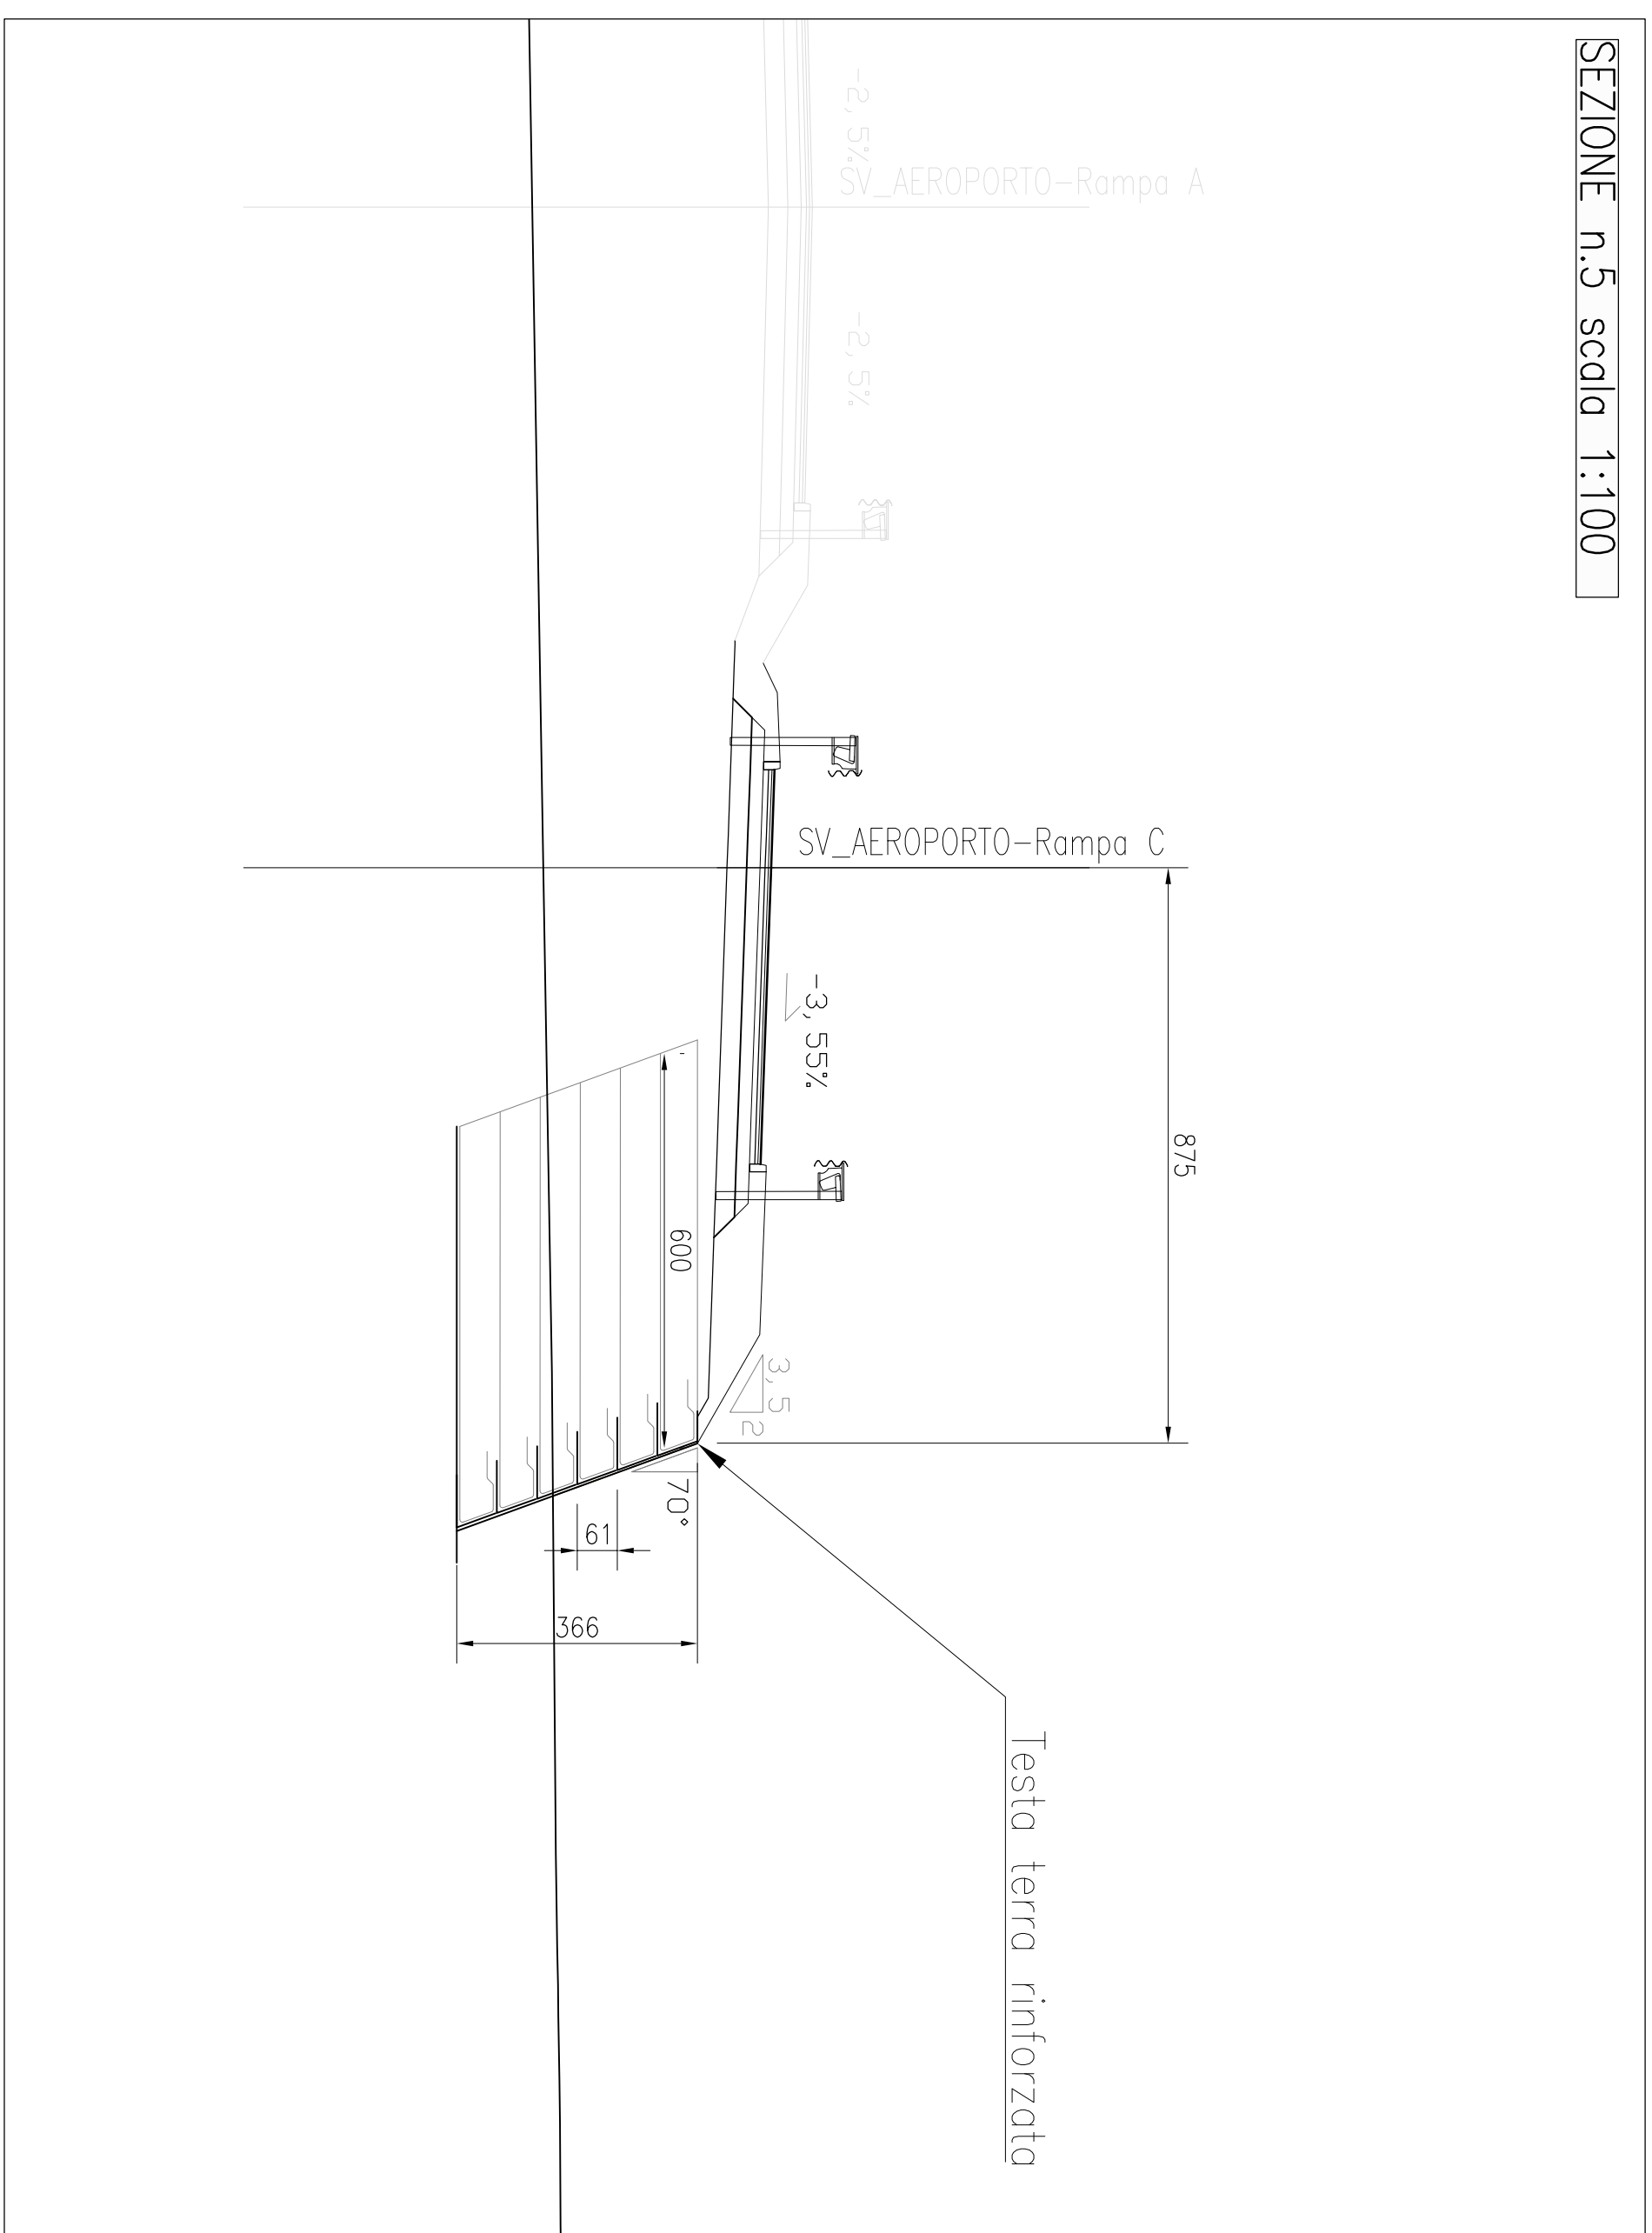 SEZIONE n.5 scala 1:100
-2,5%
SV_AEROPORTO-Rampa A
-2,5%
SV_AEROPORTO-Rampa C
-3,55%
875
600
3,5
2
70°
61
366
Testa terra rinforzata